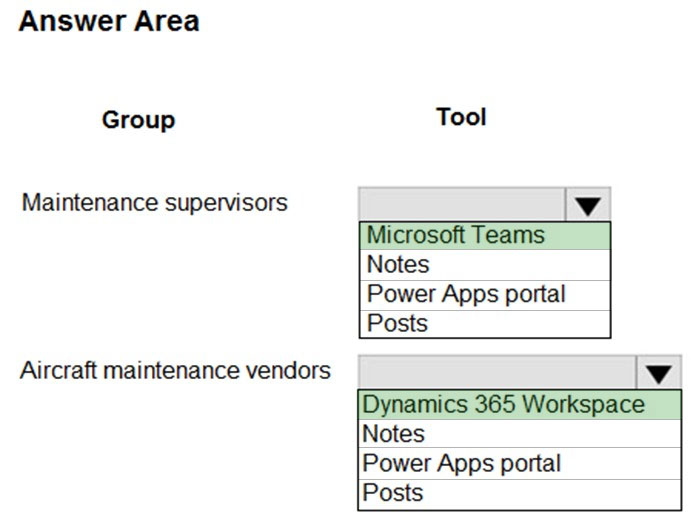 Answer Area
Group Tool
Maintenance supervisors
Microsoft Teams
Notes
Power Apps portal
Posts
Aircraft maintenance vendors
Dynamics 365 Workspace
Notes
Power Apps portal
Posts